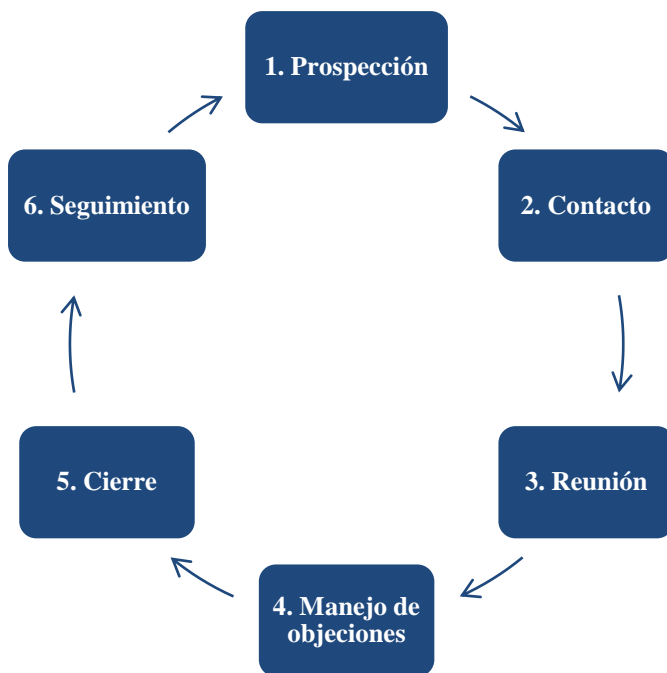 1. Prospección
2. Contacto
3. Reunión
4. Manejo de
objeciones
5. Cierre
6. Seguimiento